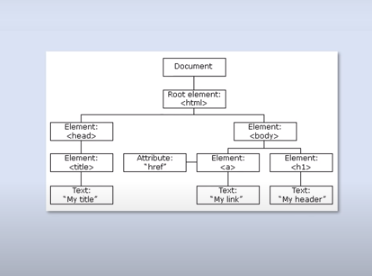 Document
Root element:
<html>
Element:
<head>
Element:
<body>
Element:
<title>
Attribute:
"href"
Element:
<a>
Element:
<h1>
Text:
"My title"
Text:
"My link"
Text:
"My header"